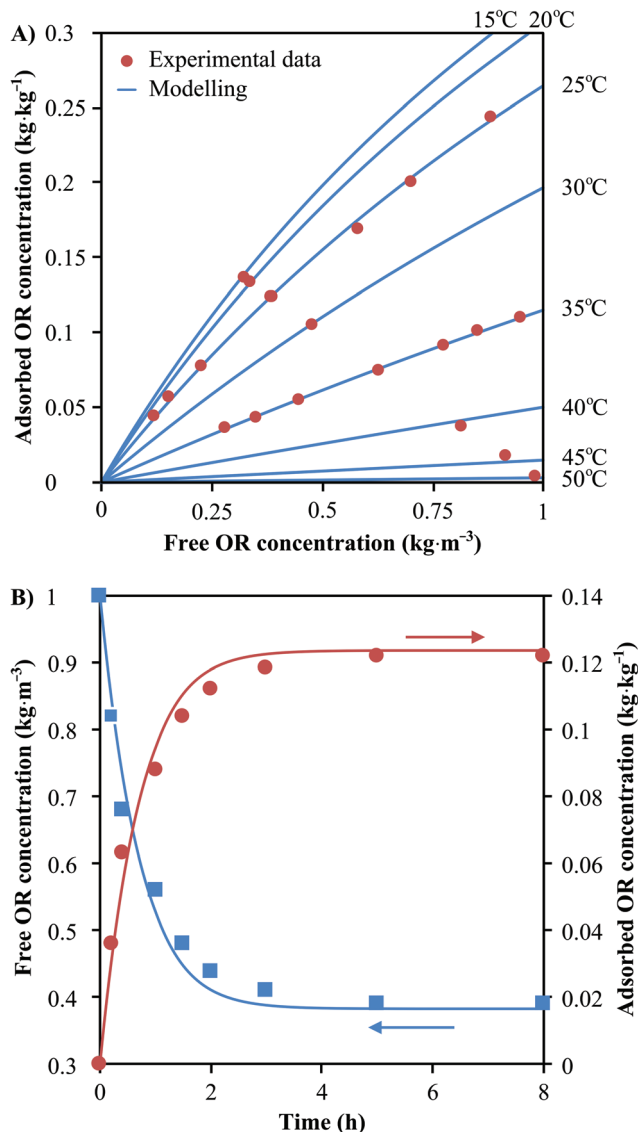 A)
15ºC 20ºC
0.3
0.25
0.2
0.15
0.1
0.05
0
Adsorbed OR concentration (kg·kg⁻¹)
Experimental data
Modelling
25ºC
30ºC
35ºC
40ºC
45ºC
50ºC
0 0.25 0.5 0.75 1
Free OR concentration (kg·m⁻³)
B)
1
0.9
0.8
0.7
0.6
0.5
0.4
0.3
Free OR concentration (kg·m⁻³)
0.14
0.12
0.1
0.08
0.06
0.04
0.02
0
Adsorbed OR concentration (kg·kg⁻¹)
0 2 4 6 8
Time (h)